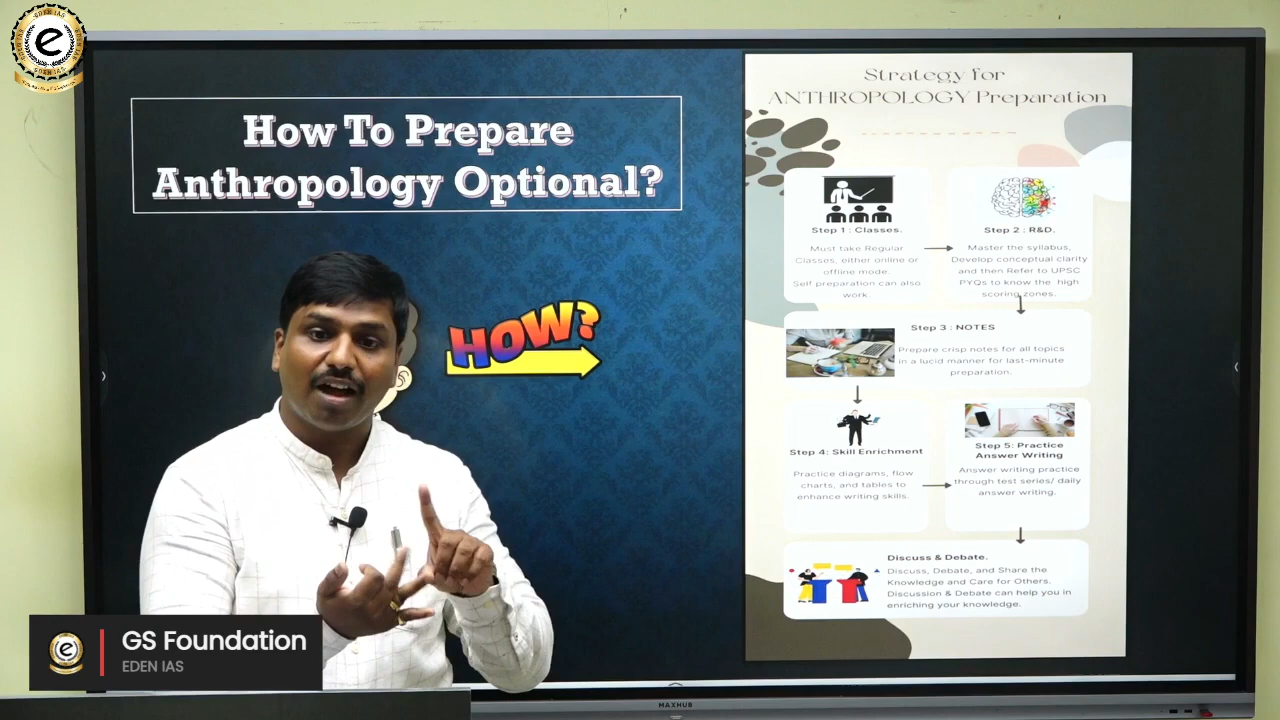 EDEN IAS
e
EDEN IAS
How To Prepare
Anthropology Optional?
HOW?
Strategy for
ANTHROPOLOGY Preparation
Step 1 : Classes.
Must take Regular
Classes, either online or
offline mode.
Self preparation can also
work
Step 2 : R&D.
Master the syllabus,
Develop conceptual clarity
and then Refer to UPSC
PYQs to know the high
scoring zones.
Step 3 : NOTES
Prepare crisp notes for all topics
in a lucid manner for last-minute
preparation.
Step 4: Skill Enrichment
Practice diagrams, flow
charts, and tables to
enhance writing skills.
Step 5: Practice
Answer Writing
Answer writing practice
through test series/ daily
answer writing.
Discuss & Debate.
Discuss, Debate, and Share the
Knowledge and Care for Others.
Discussion & Debate can help you in
enriching your knowledge.
e
GS Foundation
EDEN IAS
MAXHUB